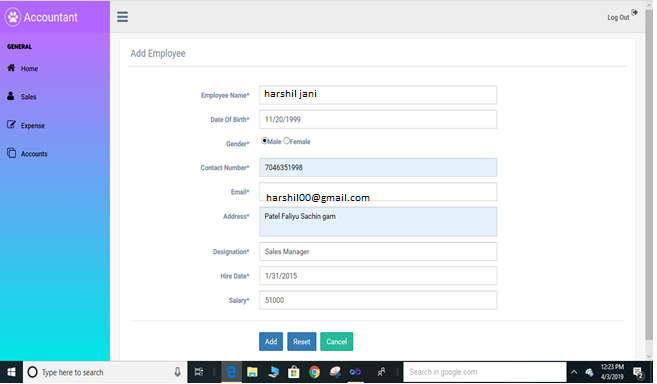 Accountant
Log Out
GENERAL
Home
Sales
Expense
Accounts
Add Employee
Employee Name* harshil jani
Date Of Birth* 11/20/1999
Gender* Male Female
Contact Number* 7046351998
Email* harshil00@gmail.com
Address* Patel Faliyu Sachin gam
Designation* Sales Manager
Hire Date* 1/31/2015
Salary* 51000
Add Reset Cancel
Type here to search
Search in google.com
12:23 PM
4/3/2019
2